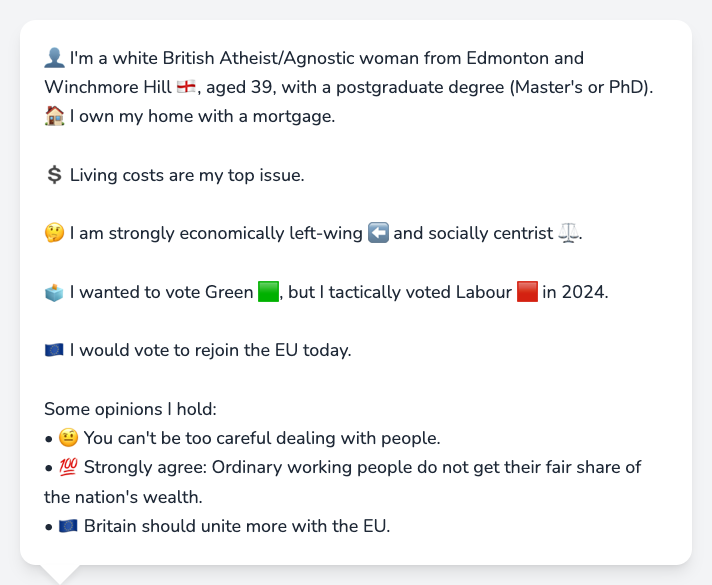 👤 I'm a white British Atheist/Agnostic woman from Edmonton and
Winchmore Hill 🏴󠁧󠁢󠁥󠁮󠁧󠁿, aged 39, with a postgraduate degree (Master's or PhD).
🏠 I own my home with a mortgage.
💲 Living costs are my top issue.
🤔 I am strongly economically left-wing ⬅️ and socially centrist ⚖️.
🗳️ I wanted to vote Green 🟩, but I tactically voted Labour 🟥 in 2024.
🇪🇺 I would vote to rejoin the EU today.
Some opinions I hold:
• 🤨 You can't be too careful dealing with people.
• 💯 Strongly agree: Ordinary working people do not get their fair share of
the nation's wealth.
• 🇪🇺 Britain should unite more with the EU.